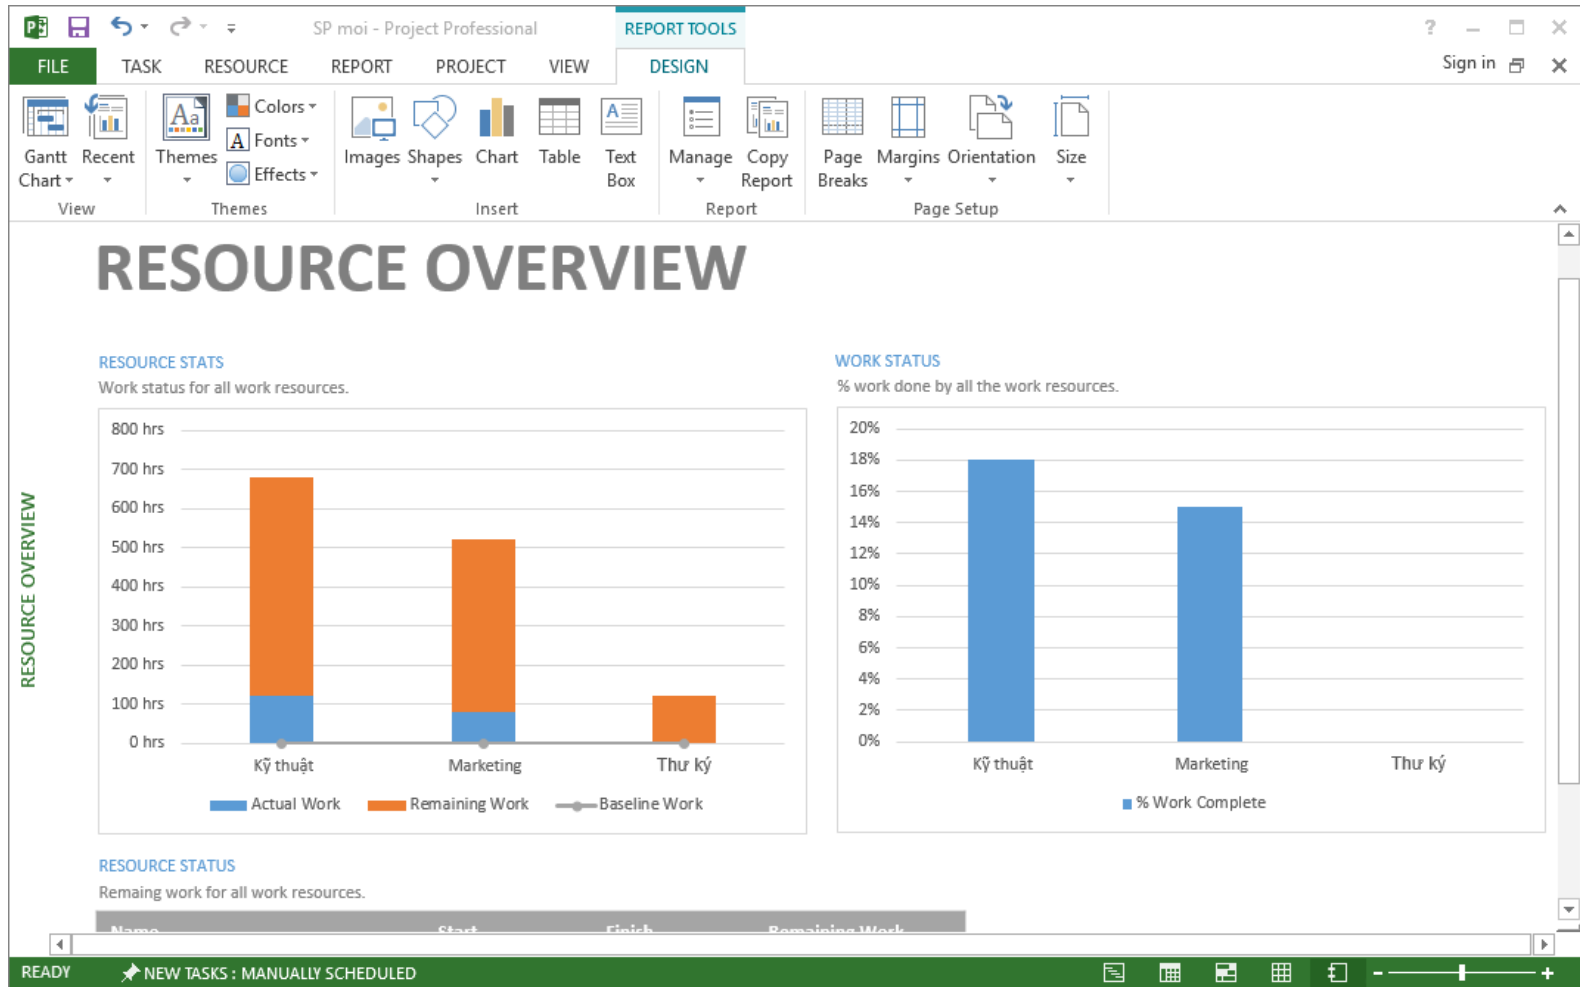 SP moi - Project Professional
REPORT TOOLS
?
FILE TASK RESOURCE REPORT PROJECT VIEW DESIGN Sign in
Gantt Chart
Recent
View
Aa
Themes
Colors
A Fonts
Effects
Themes
Images
Shapes
Chart
Table
A
Text Box
Insert
Manage
Copy Report
Report
Page Breaks
Margins
Orientation
Size
Page Setup
RESOURCE OVERVIEW
RESOURCE OVERVIEW
RESOURCE STATS
Work status for all work resources.
800 hrs
700 hrs
600 hrs
500 hrs
400 hrs
300 hrs
200 hrs
100 hrs
0 hrs
Kỹ thuật Marketing Thư ký
Actual Work Remaining Work Baseline Work
WORK STATUS
% work done by all the work resources.
20%
18%
16%
14%
12%
10%
8%
6%
4%
2%
0%
Kỹ thuật Marketing Thư ký
% Work Complete
RESOURCE STATUS
Remaing work for all work resources.
Name Start Finish Remaining Work
READY NEW TASKS : MANUALLY SCHEDULED